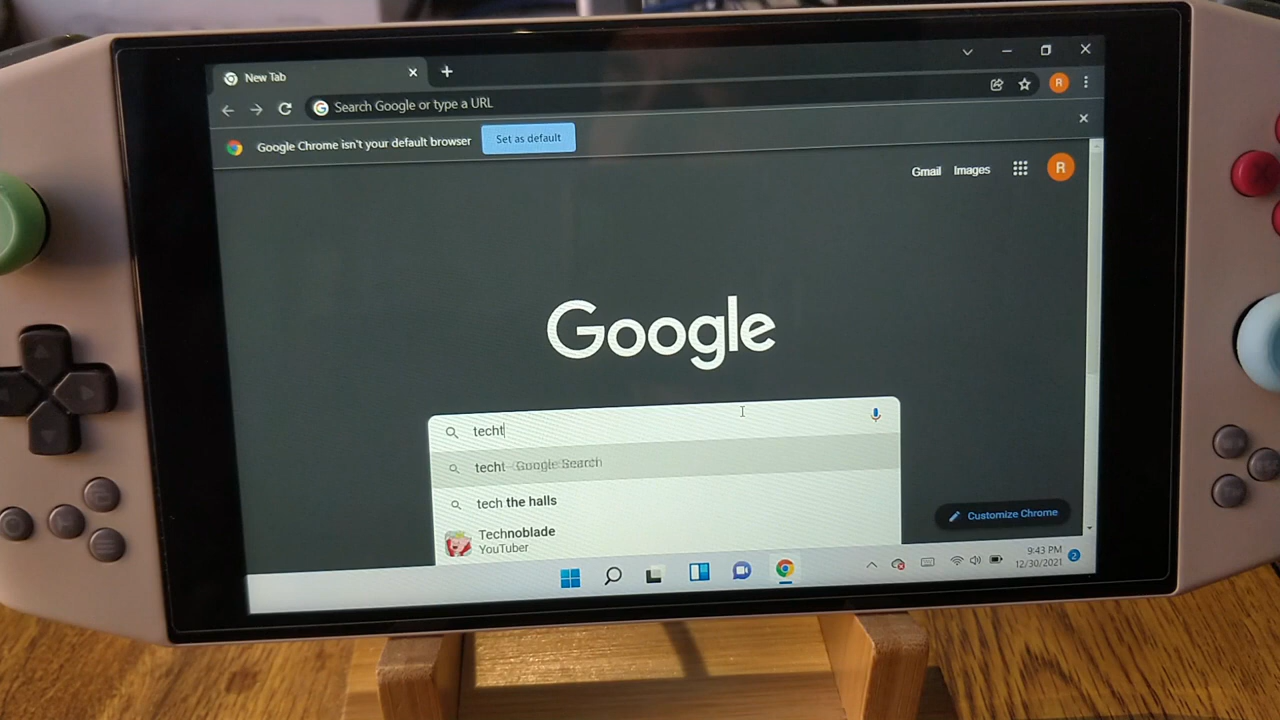 New Tab
Search Google or type a URL
R
Google Chrome isn't your default browser
Set as default
Gmail
Images
R
Google
techt
techt - Google Search
tech the halls
Technoblade
YouTuber
Customize Chrome
9:43 PM
12/30/2021
2